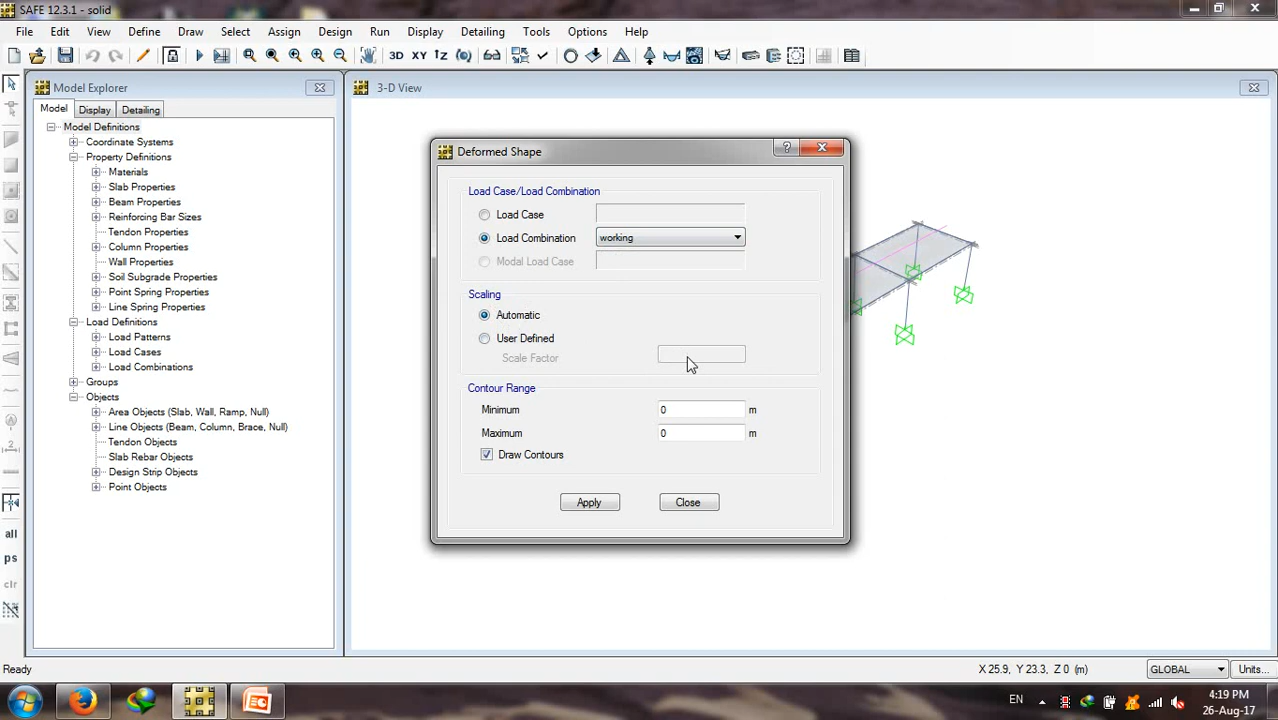 SAFE 12.3.1 - solid
File Edit View Define Draw Select Assign Design Run Display Detailing Tools Options Help
3D XY
Model Explorer
3-D View
Model Display Detailing
Model Definitions
Coordinate Systems
Property Definitions
Materials
Slab Properties
Beam Properties
Reinforcing Bar Sizes
Tendon Properties
Column Properties
Wall Properties
Soil Subgrade Properties
Point Spring Properties
Line Spring Properties
Load Definitions
Load Patterns
Load Cases
Load Combinations
Groups
Objects
Area Objects (Slab, Wall, Ramp, Null)
Line Objects (Beam, Column, Brace, Null)
Tendon Objects
Slab Rebar Objects
Design Strip Objects
Point Objects
all
ps
clr
Deformed Shape
?
Load Case/Load Combination
Load Case
Load Combination working
Modal Load Case
Scaling
Automatic
User Defined
Scale Factor
Contour Range
Minimum 0 m
Maximum 0 m
Draw Contours
Apply Close
Ready
X 25.9, Y 23.3, Z 0 (m)
GLOBAL
Units...
EN
4:19 PM
26-Aug-17